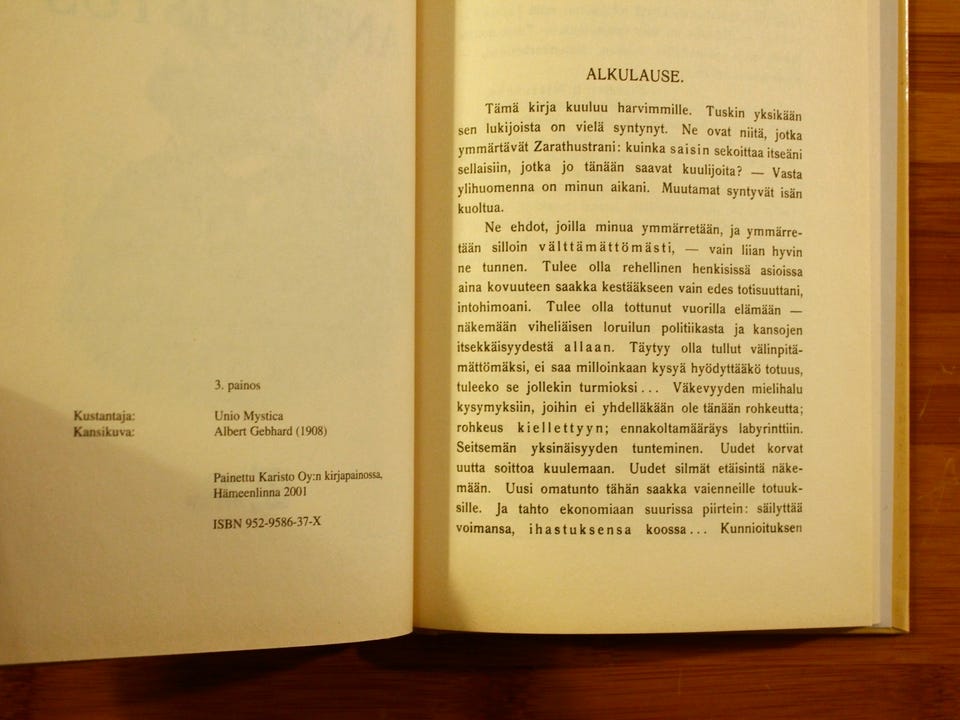 3. painos
Kustantaja: Unio Mystica
Kansikuva: Albert Gebhard (1908)
Painettu Karisto Oy:n kirjapainossa,
Hämeenlinna 2001
ISBN 952-9586-37-X
ALKULAUSE.
Tämä kirja kuuluu harvimmille. Tuskin yksikään
sen lukijoista on vielä syntynyt. Ne ovat niitä, jotka
ymmärtävät Zarathustrani: kuinka saisin sekoittaa itseäni
sellaisiin, jotka jo tänään saavat kuulijoita? — Vasta
ylihuomenna on minun aikani. Muutamat syntyvät isän
kuoltua.
Ne ehdot, joilla minua ymmärretään, ja ymmärre-
tään silloin välttämättömästi, — vain liian hyvin
ne tunnen. Tulee olla rehellinen henkisissä asioissa
aina kovuuteen saakka kestääkseen vain edes totisuuttani,
intohimoani. Tulee olla tottunut vuorilla elämään —
näkemään viheliäisen loruilun politiikasta ja kansojen
itsekkäisyydestä allaan. Täytyy olla tullut välinpitä-
mättömäksi, ei saa milloinkaan kysyä hyödyttääkö totuus,
tuleeko se jollekin turmioksi... Väkevyyden mielihalu
kysymyksiin, joihin ei yhdelläkään ole tänään rohkeutta;
rohkeus kiellettyyn; ennakoltamääräys labyrinttiin.
Seitsemän yksinäisyyden tunteminen. Uudet korvat
uutta soittoa kuulemaan. Uudet silmät etäisintä näke-
mään. Uusi omatunto tähän saakka vaienneille totuuk-
sille. Ja tahto ekonomiaan suurissa piirtein: säilyttää
voimansa, ihastuksensa koossa... Kunnioituksen